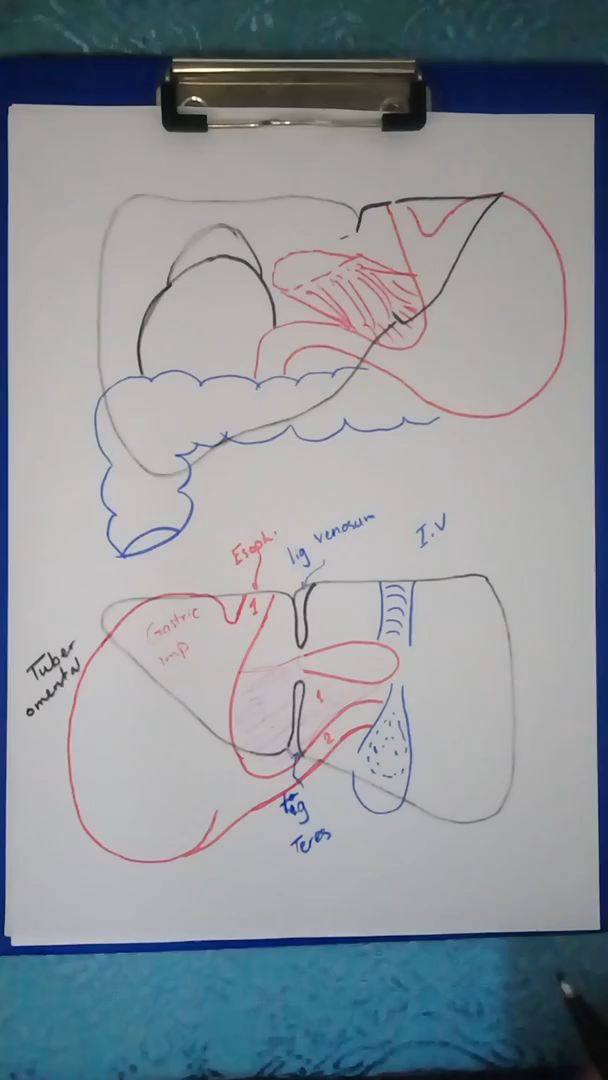 Esoph.
lig venosum
I.V
1
Gastric
imp
Tuber
omental
1
2
lig
Teres